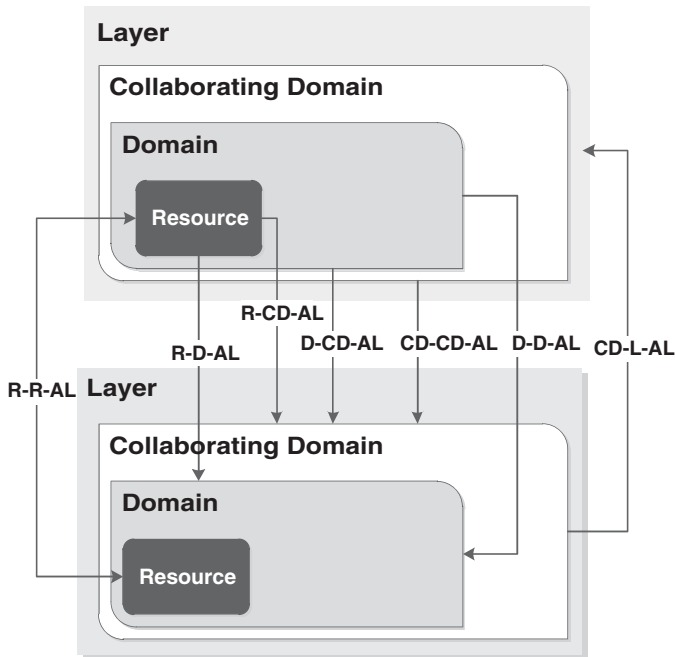 Layer
Collaborating Domain
Domain
Resource
R-CD-AL
R-D-AL
D-CD-AL
CD-CD-AL
D-D-AL
CD-L-AL
R-R-AL
Layer
Collaborating Domain
Domain
Resource